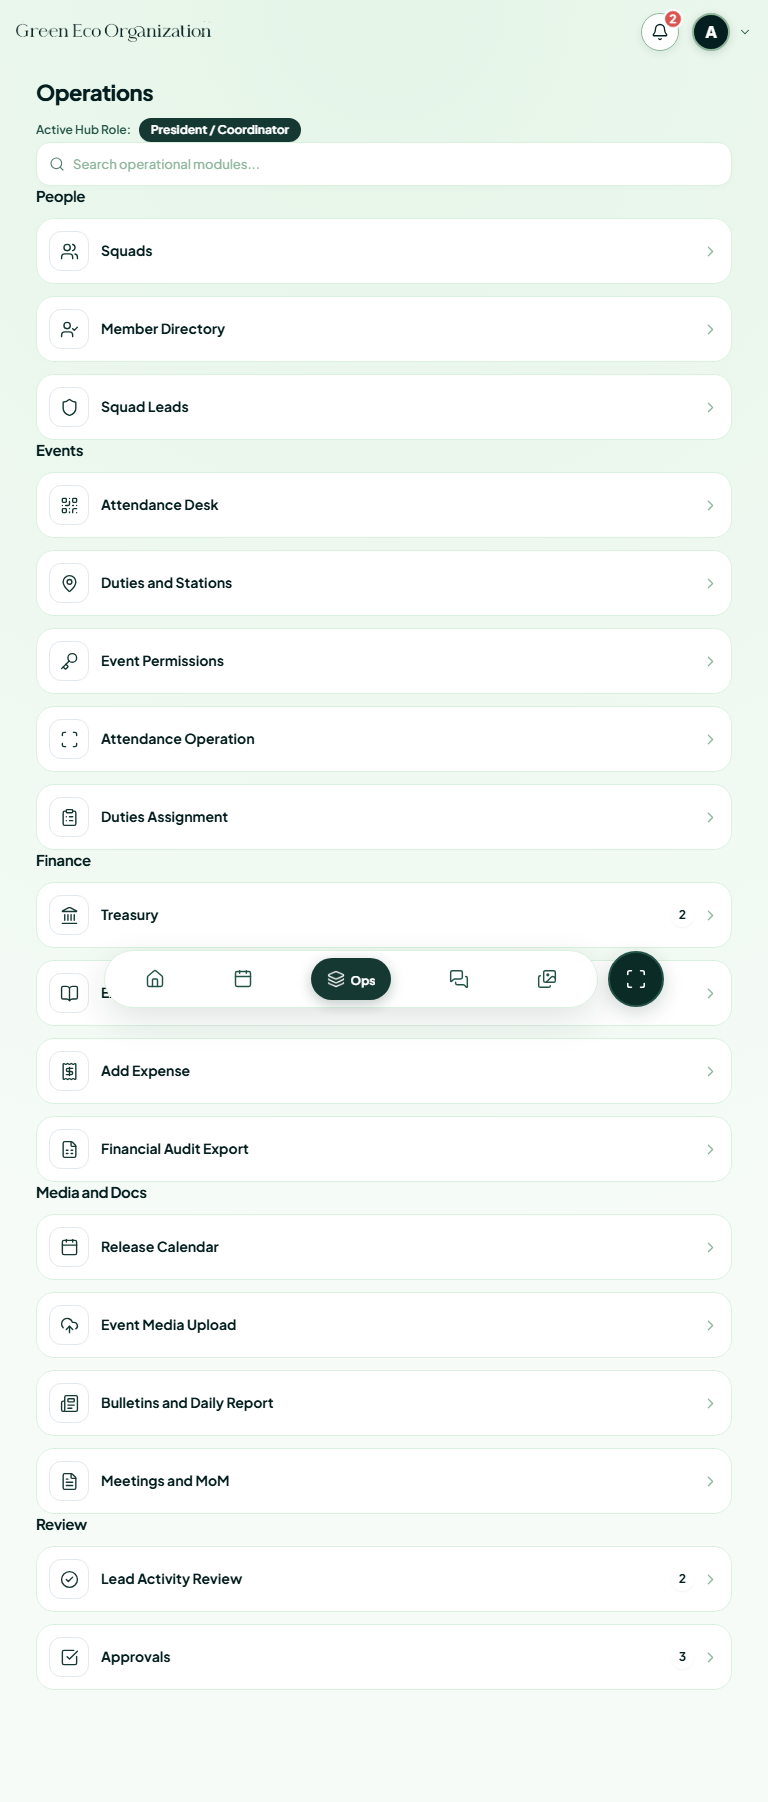 Green Eco Organization
2
A
Operations
Active Hub Role: President / Coordinator
Search operational modules...
People
Squads
Member Directory
Squad Leads
Events
Attendance Desk
Duties and Stations
Event Permissions
Attendance Operation
Duties Assignment
Finance
Treasury 2
Ops
Add Expense
Financial Audit Export
Media and Docs
Release Calendar
Event Media Upload
Bulletins and Daily Report
Meetings and MoM
Review
Lead Activity Review 2
Approvals 3